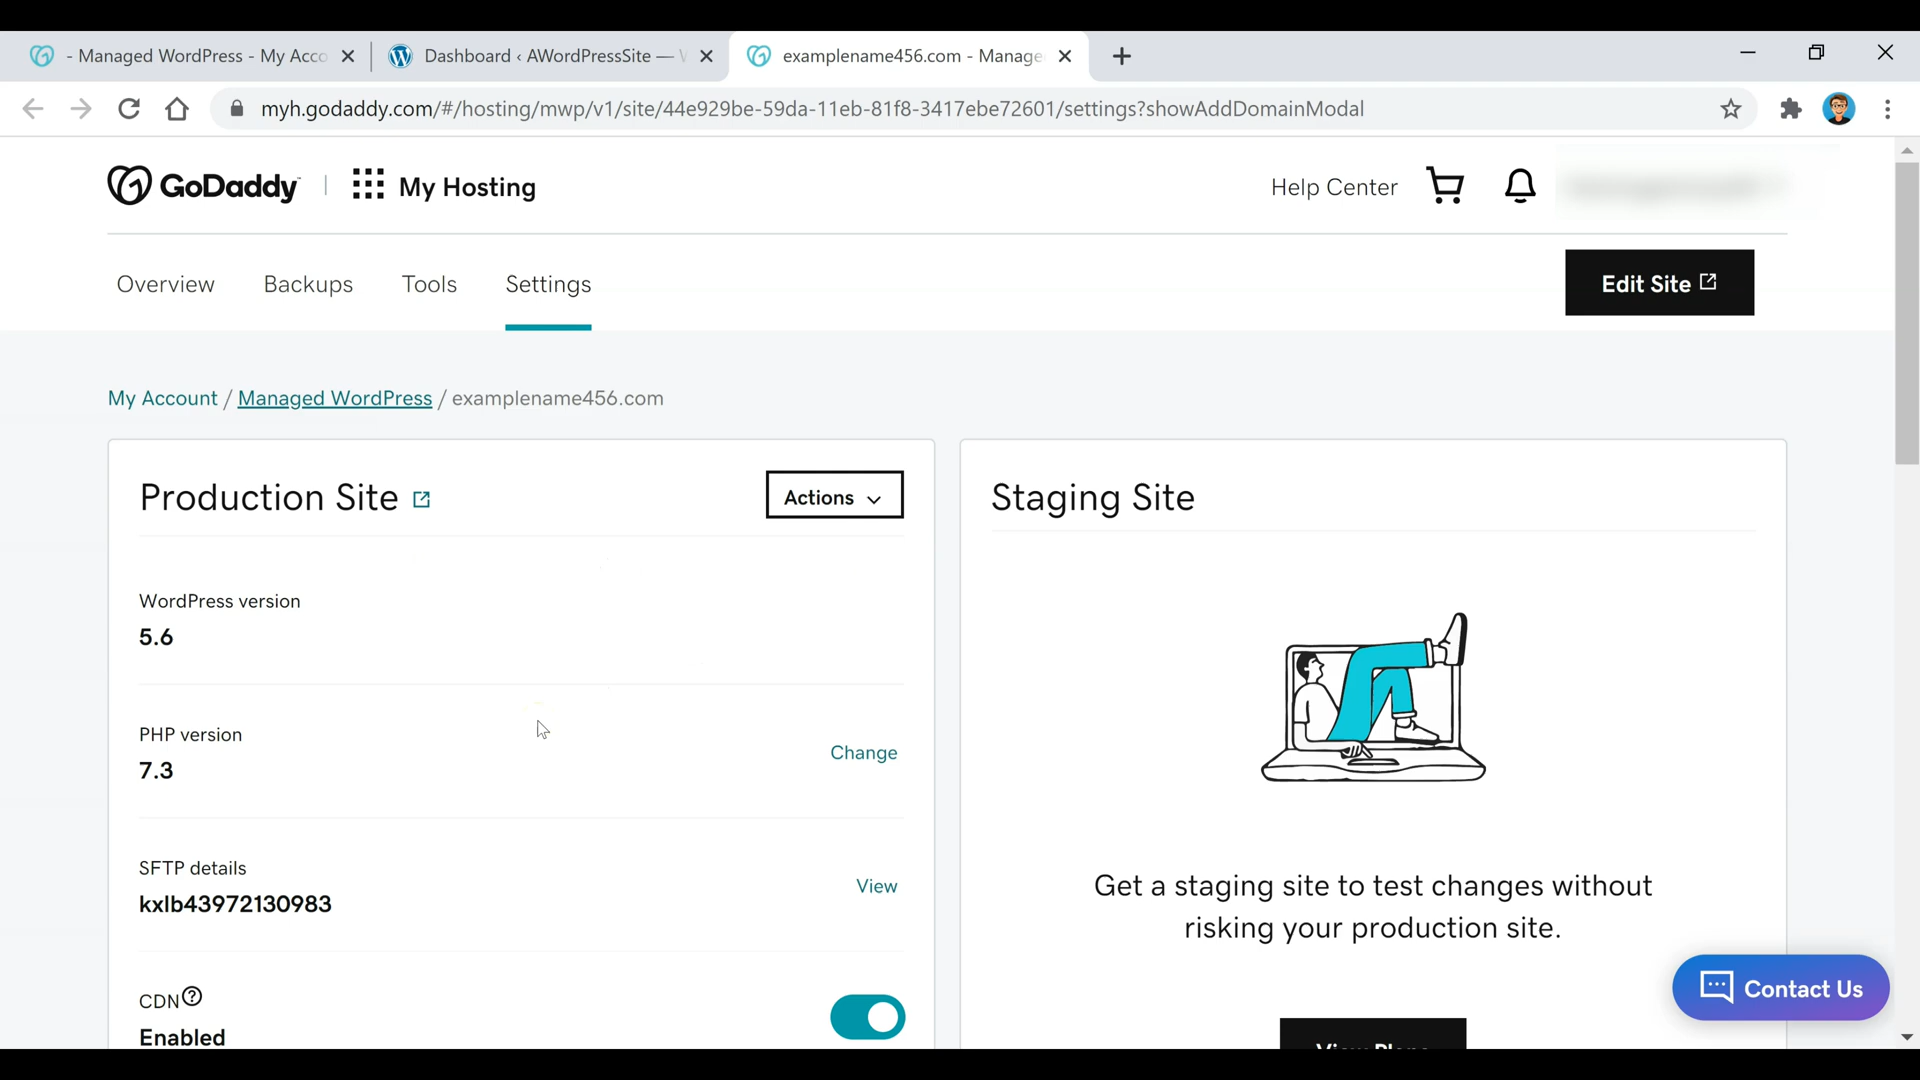 - Managed WordPress - My Acco
Dashboard ‹ AWordPressSite —
examplename456.com - Manage
myh.godaddy.com/#/hosting/mwp/v1/site/44e929be-59da-11eb-81f8-3417ebe72601/settings?showAddDomainModal
GoDaddy
My Hosting
Help Center
Overview
Backups
Tools
Settings
Edit Site
My Account / Managed WordPress / examplename456.com
Production Site
Actions
WordPress version
5.6
PHP version
7.3
Change
SFTP details
kxlb43972130983
View
CDN
Enabled
Staging Site
Get a staging site to test changes without
risking your production site.
View Plans
Contact Us